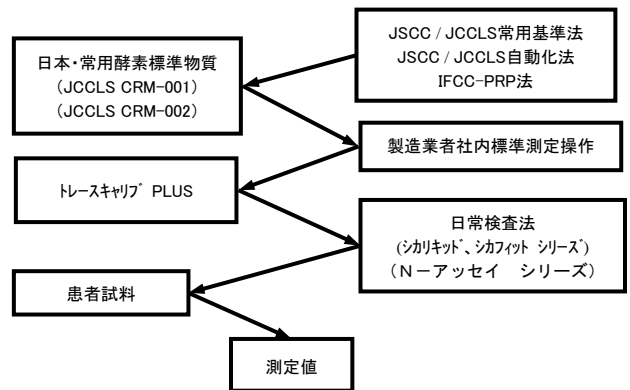 JSCC / JCCLS常用基準法
JSCC / JCCLS自動化法
IFCC-PRP法
日本・常用酵素標準物質
（JCCLS CRM-001）
（JCCLS CRM-002）
製造業者社内標準測定操作
ﾄﾚｰｽｷｬﾘﾌﾞ PLUS
日常検査法
(ｼｶﾘｷｯﾄﾞ、ｼｶﾌｨｯﾄ ｼﾘｰｽﾞ)
（Ｎ－アッセイ　シリーズ）
患者試料
測定値